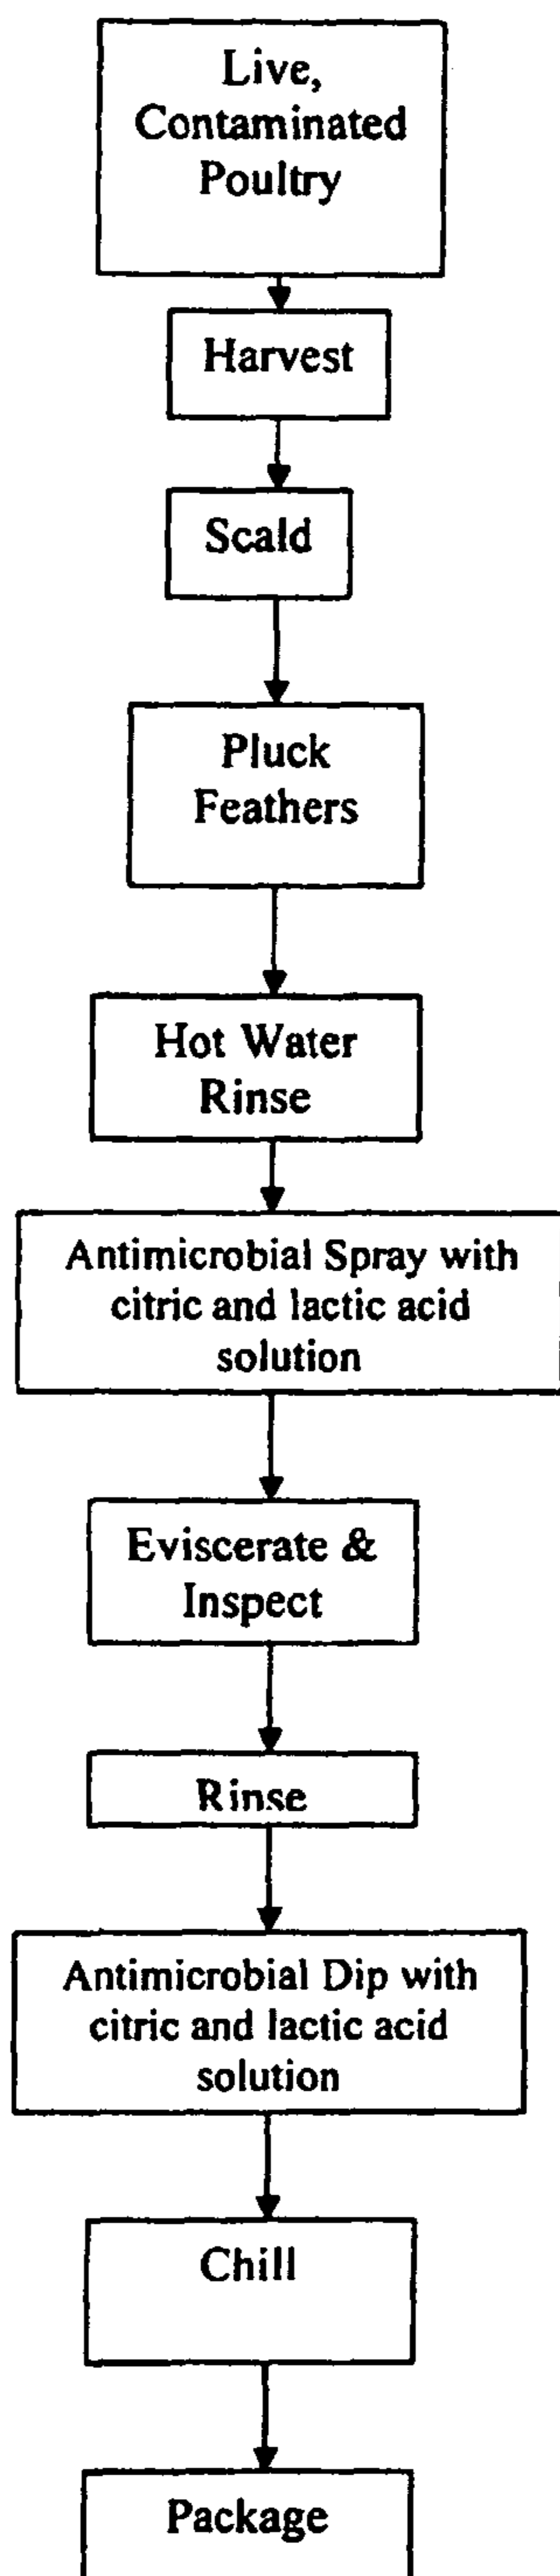 Live,
Contaminated
Poultry
Harvest
Scald
Pluck
Feathers
Hot Water
Rinse
Antimicrobial Spray with
citric and lactic acid
solution
Eviscerate &
Inspect
Rinse
Antimicrobial Dip with
citric and lactic acid
solution
Chill
Package